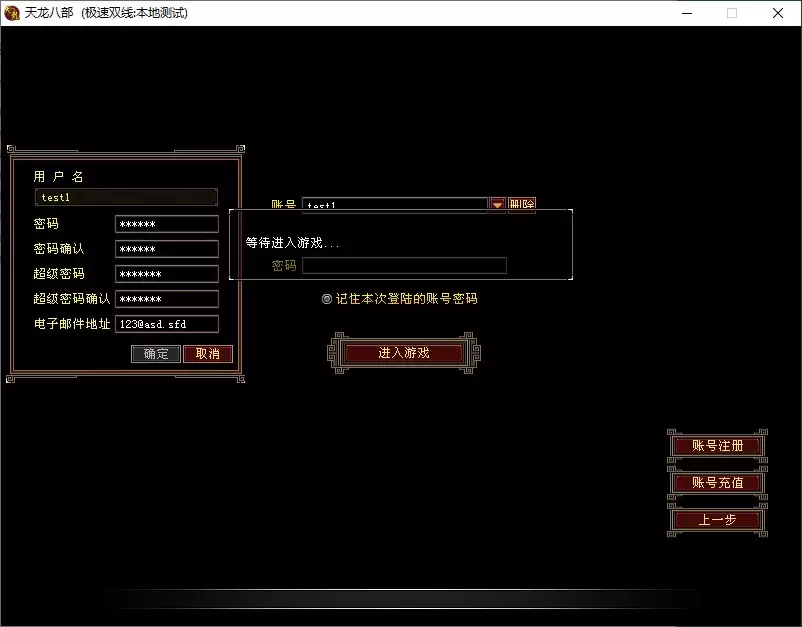 天龙八部 (极速双线:本地测试)
用 户 名
test1
密码 ******
密码确认 ******
超级密码 *******
超级密码确认 *******
电子邮件地址 123@asd.sfd
确定 取消
账号 test1 删除
等待进入游戏...
密码
记住本次登陆的账号密码
进入游戏
账号注册
账号充值
上一步